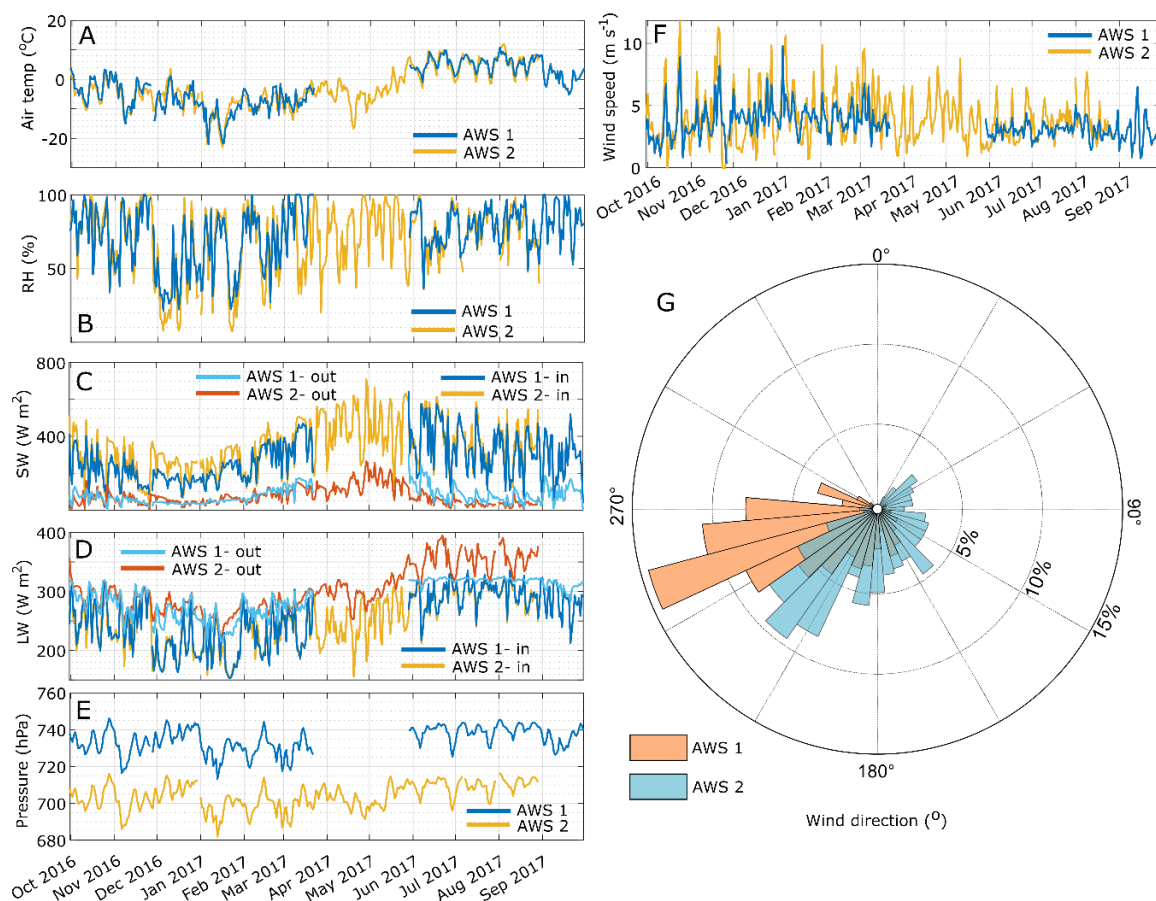 A
Air temp (°C)
20
0
-20
AWS 1
AWS 2
B
RH (%)
100
50
AWS 1
AWS 2
C
SW (W m²)
800
400
AWS 1- out
AWS 2- out
AWS 1- in
AWS 2- in
D
LW (W m²)
400
300
200
AWS 1- out
AWS 2- out
AWS 1- in
AWS 2- in
E
Pressure (hPa)
760
740
720
700
680
AWS 1
AWS 2
Oct 2016
Nov 2016
Dec 2016
Jan 2017
Feb 2017
Mar 2017
Apr 2017
May 2017
Jun 2017
Jul 2017
Aug 2017
Sep 2017
F
Wind speed (m s⁻¹)
10
5
0
AWS 1
AWS 2
Oct 2016
Nov 2016
Dec 2016
Jan 2017
Feb 2017
Mar 2017
Apr 2017
May 2017
Jun 2017
Jul 2017
Aug 2017
Sep 2017
G
0°
270°
90°
5%
10%
15%
180°
AWS 1
AWS 2
Wind direction (°)